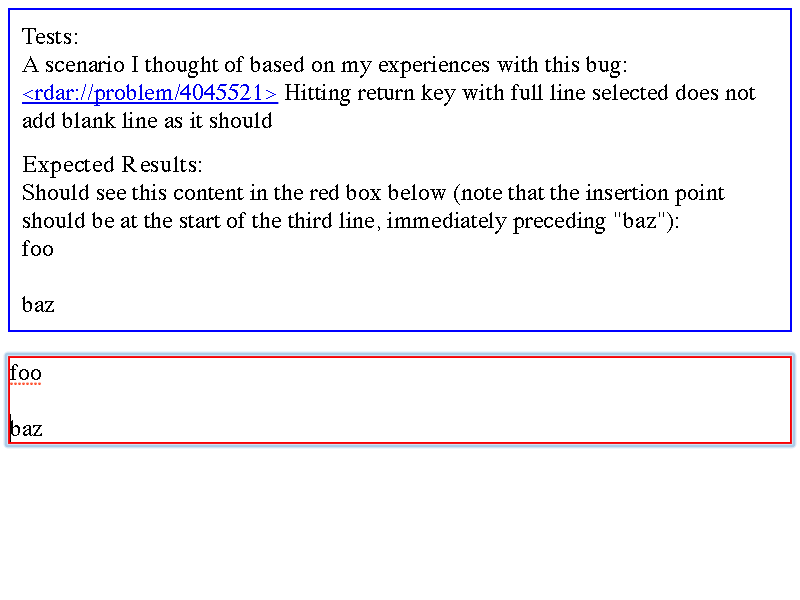 Tests:
A scenario I thought of based on my experiences with this bug:
<rdar://problem/4045521> Hitting return key with full line selected does not
add blank line as it should
Expected Results:
Should see this content in the red box below (note that the insertion point
should be at the start of the third line, immediately preceding "baz"):
foo
baz
foo
baz